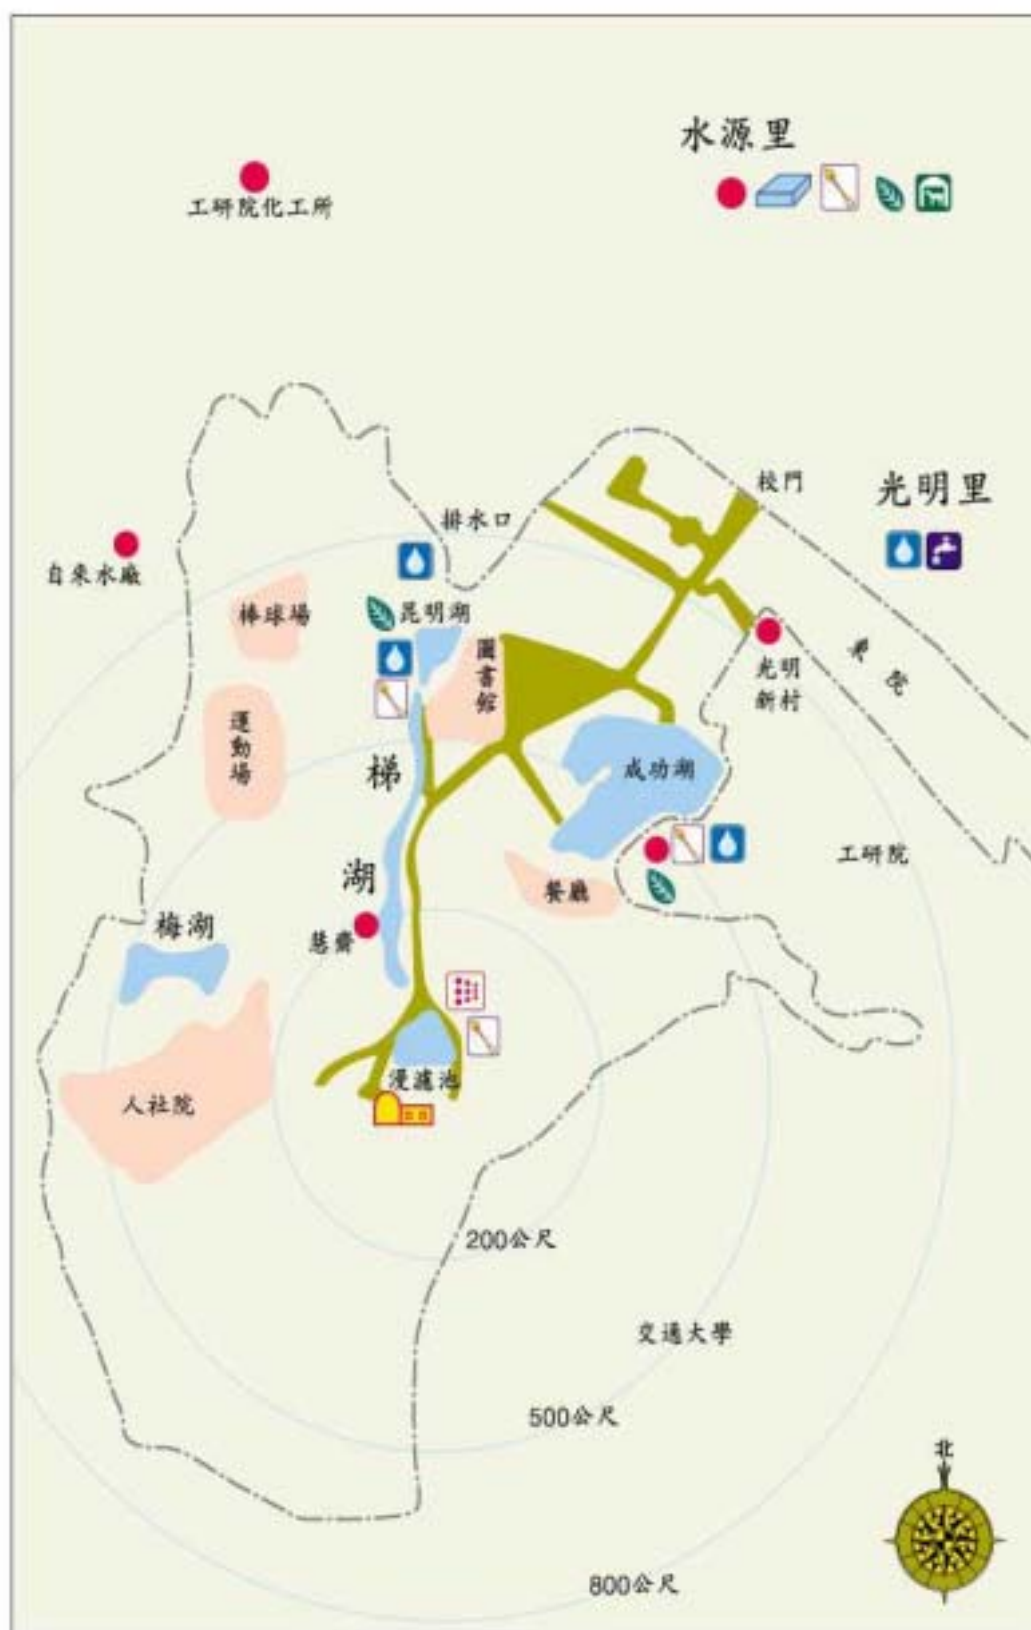 水源里
工研院化工所
校門
光明里
排水口
自來水廠
棒球場
昆明湖
圖書館
光明
新村
運動場
梯湖
成功湖
工研院
餐廳
梅湖
慈齋
漫濾池
人社院
200公尺
交通大學
500公尺
北
800公尺